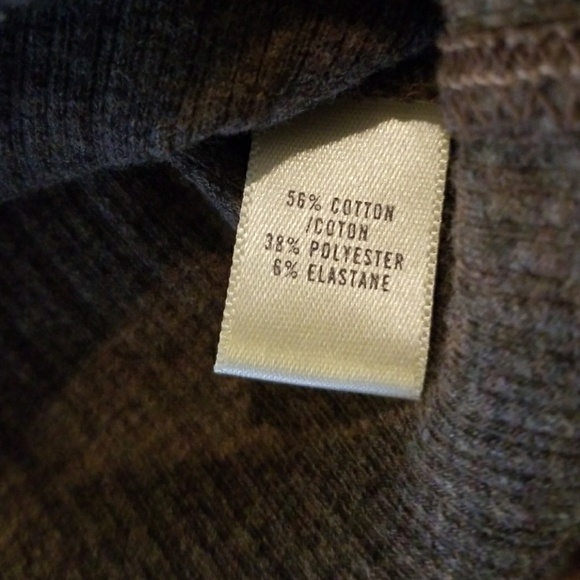 56% COTTON
/COTON
38% POLYESTER
6% ELASTANE